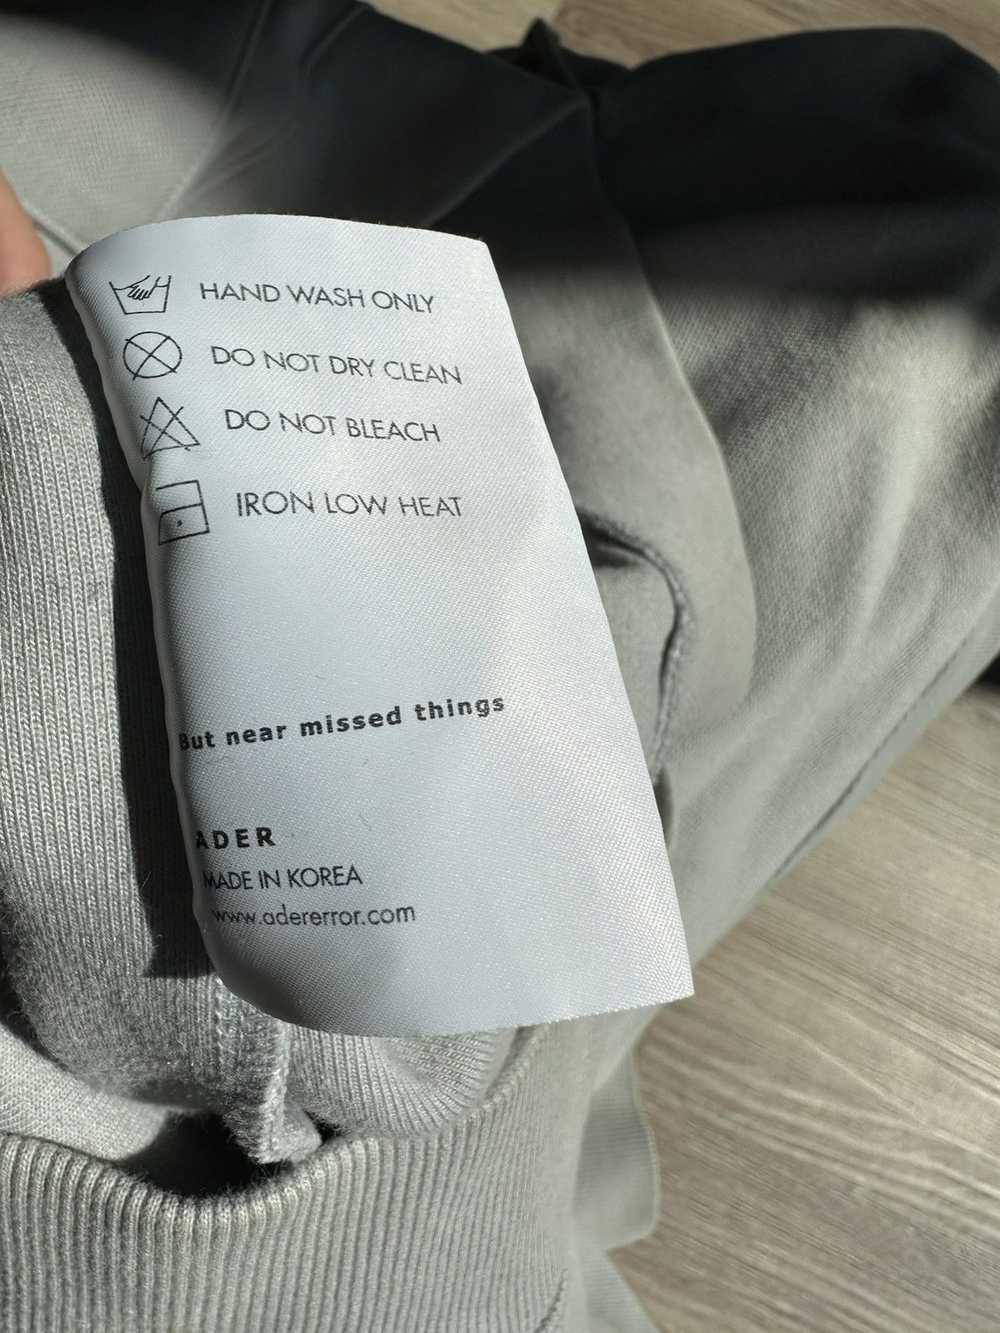 HAND WASH ONLY
DO NOT DRY CLEAN
DO NOT BLEACH
IRON LOW HEAT
But near missed things
ADER
MADE IN KOREA
www.adererror.com